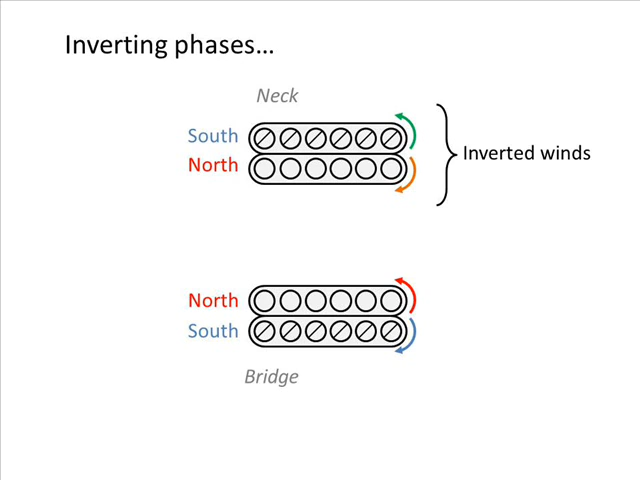 Inverting phases...
Neck
South
North
Inverted winds
North
South
Bridge